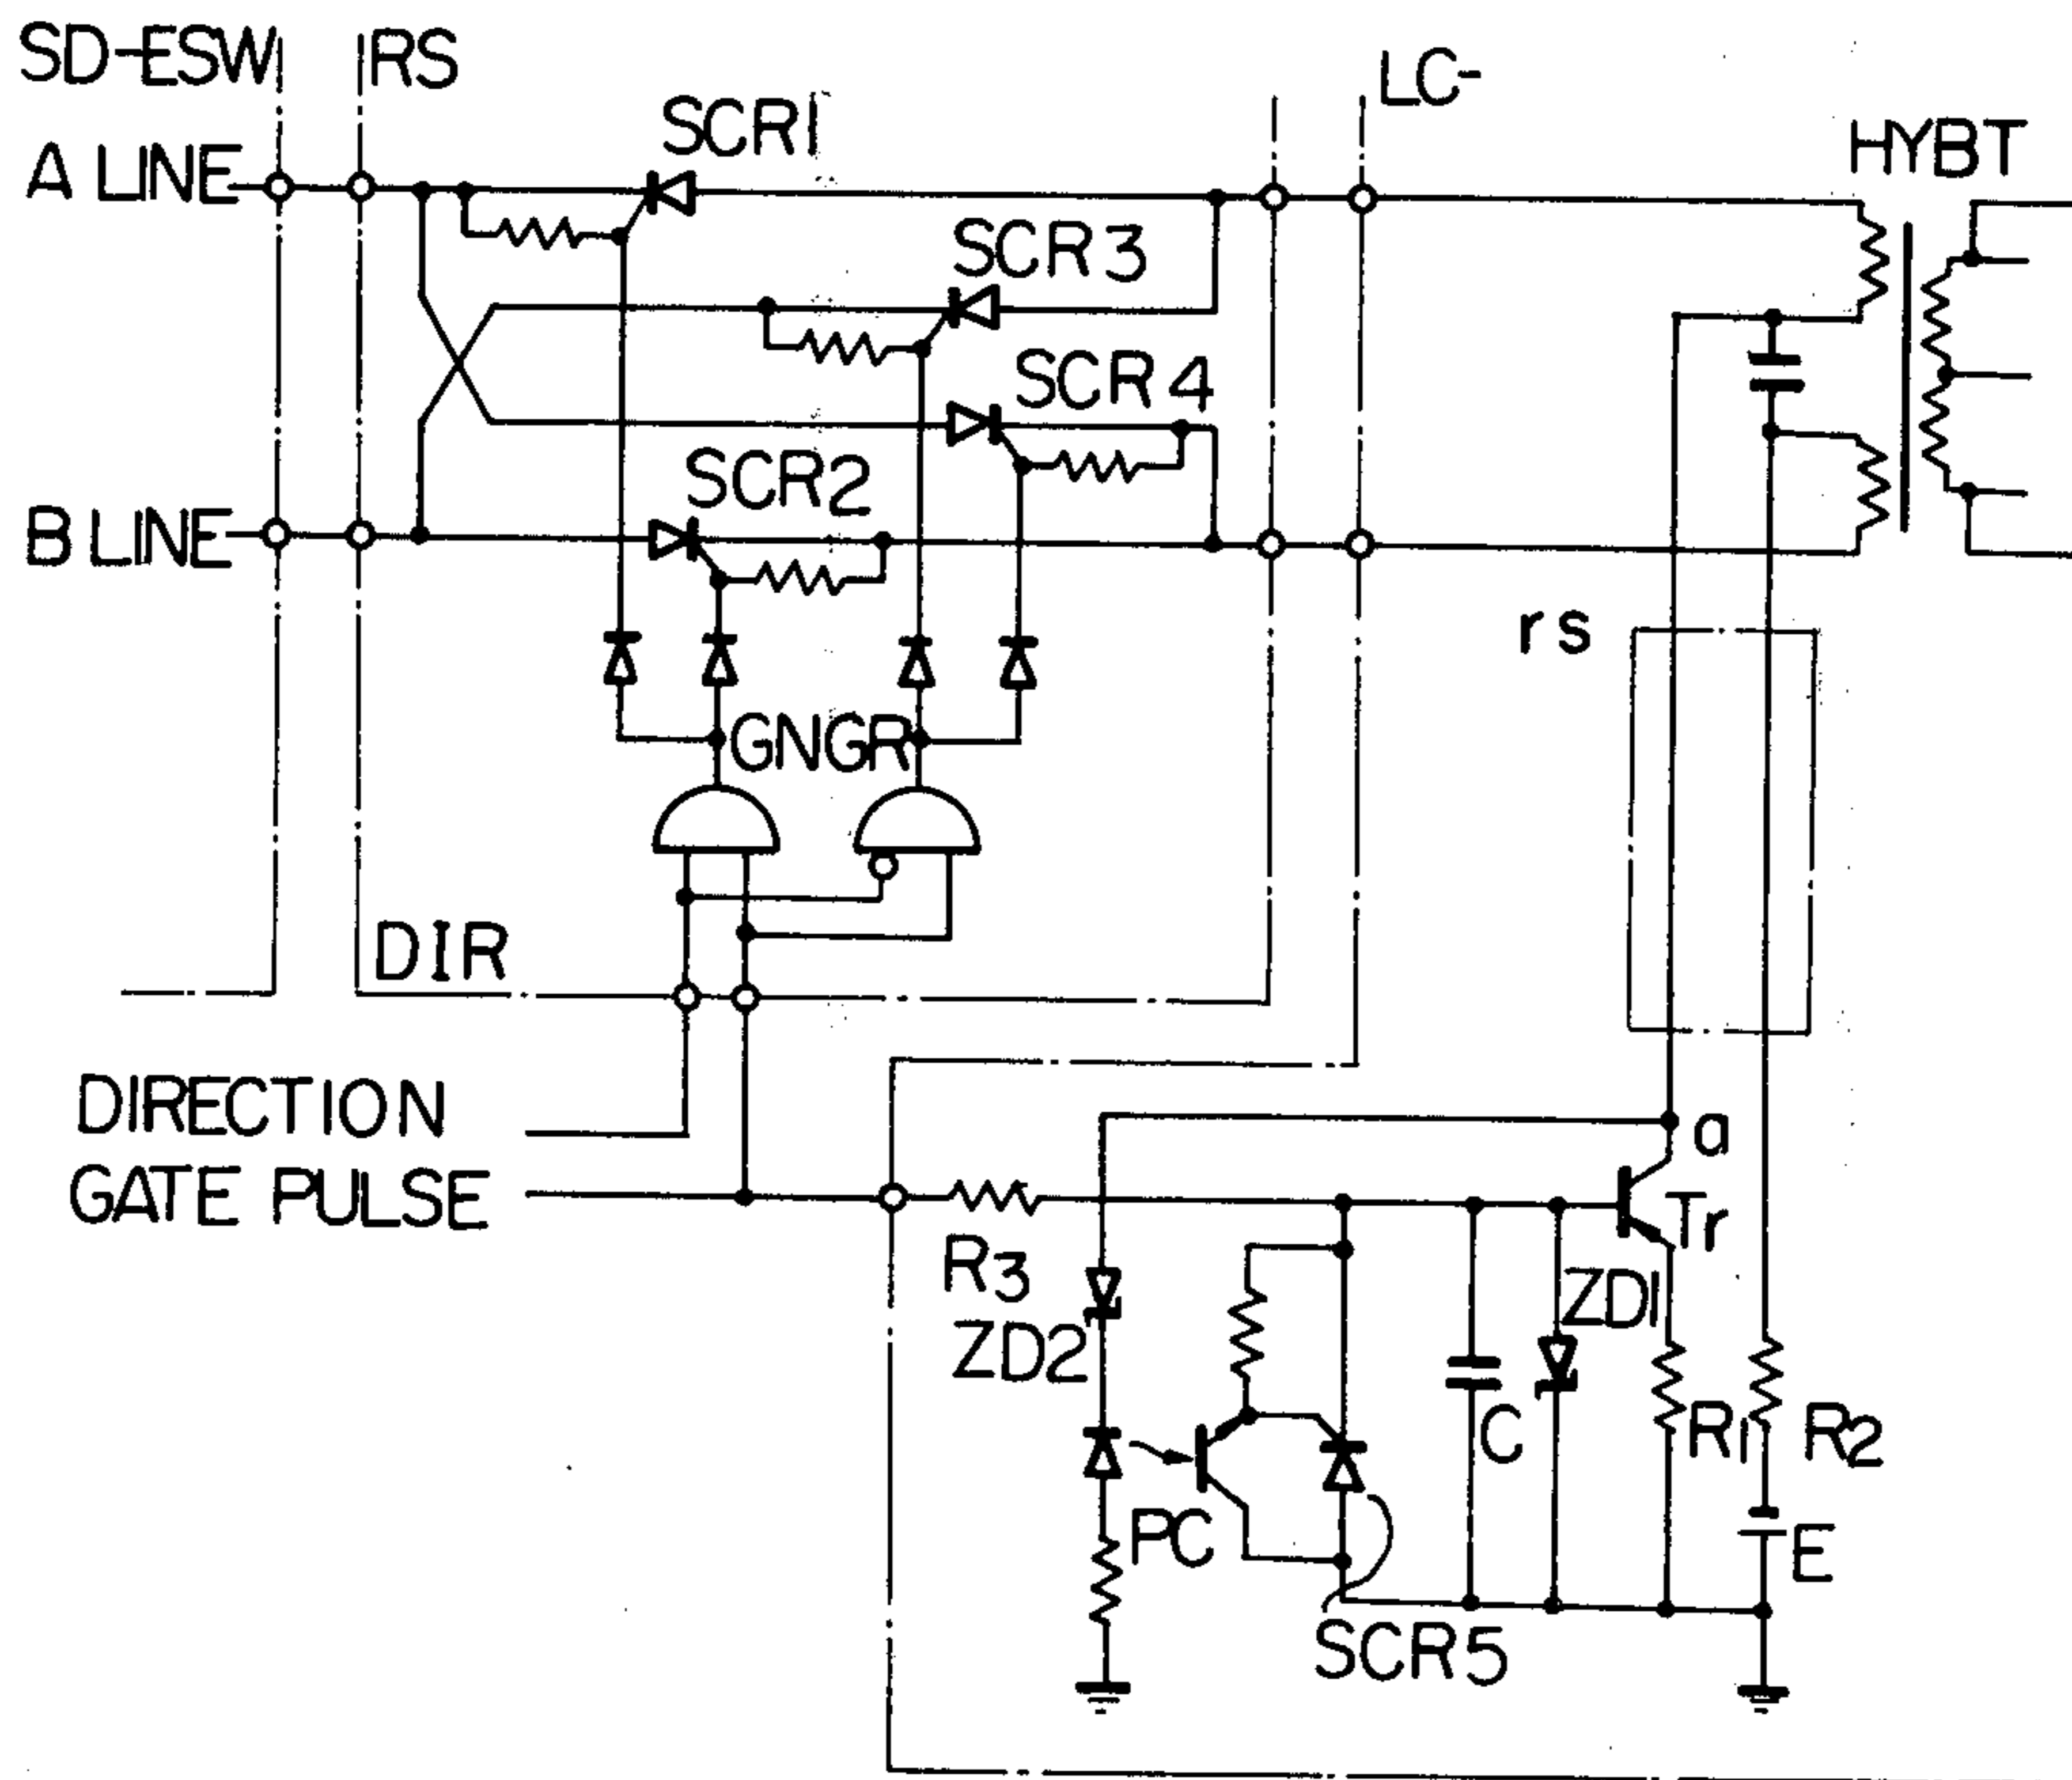 SD-ESW
RS
LC-
SCR1
HYBT
A LINE
SCR3
SCR4
SCR2
B LINE
rs
GNGR
DIR
DIRECTION
a
GATE PULSE
Tr
R3
ZD1
ZD2
C
R1
R2
PC
E
SCR5